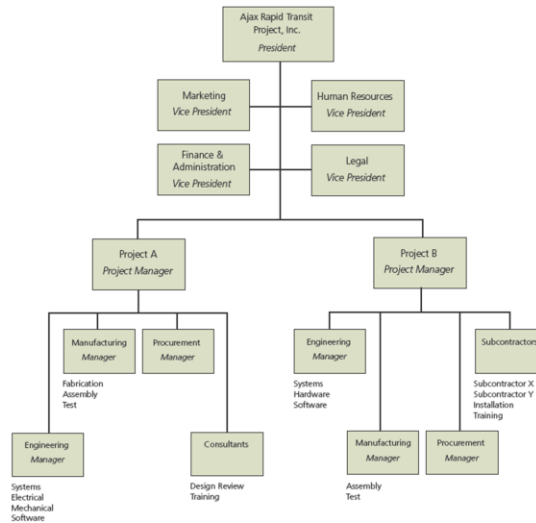 Ajax Rapid Transit
Project, Inc.
President
Marketing
Vice President
Human Resources
Vice President
Finance &
Administration
Vice President
Legal
Vice President
Project A
Project Manager
Project B
Project Manager
Manufacturing
Manager
Procurement
Manager
Fabrication
Assembly
Test
Engineering
Manager
Systems
Electrical
Mechanical
Software
Consultants
Design Review
Training
Engineering
Manager
Systems
Hardware
Software
Subcontractors
Subcontractor X
Subcontractor Y
Installation
Training
Manufacturing
Manager
Assembly
Test
Procurement
Manager